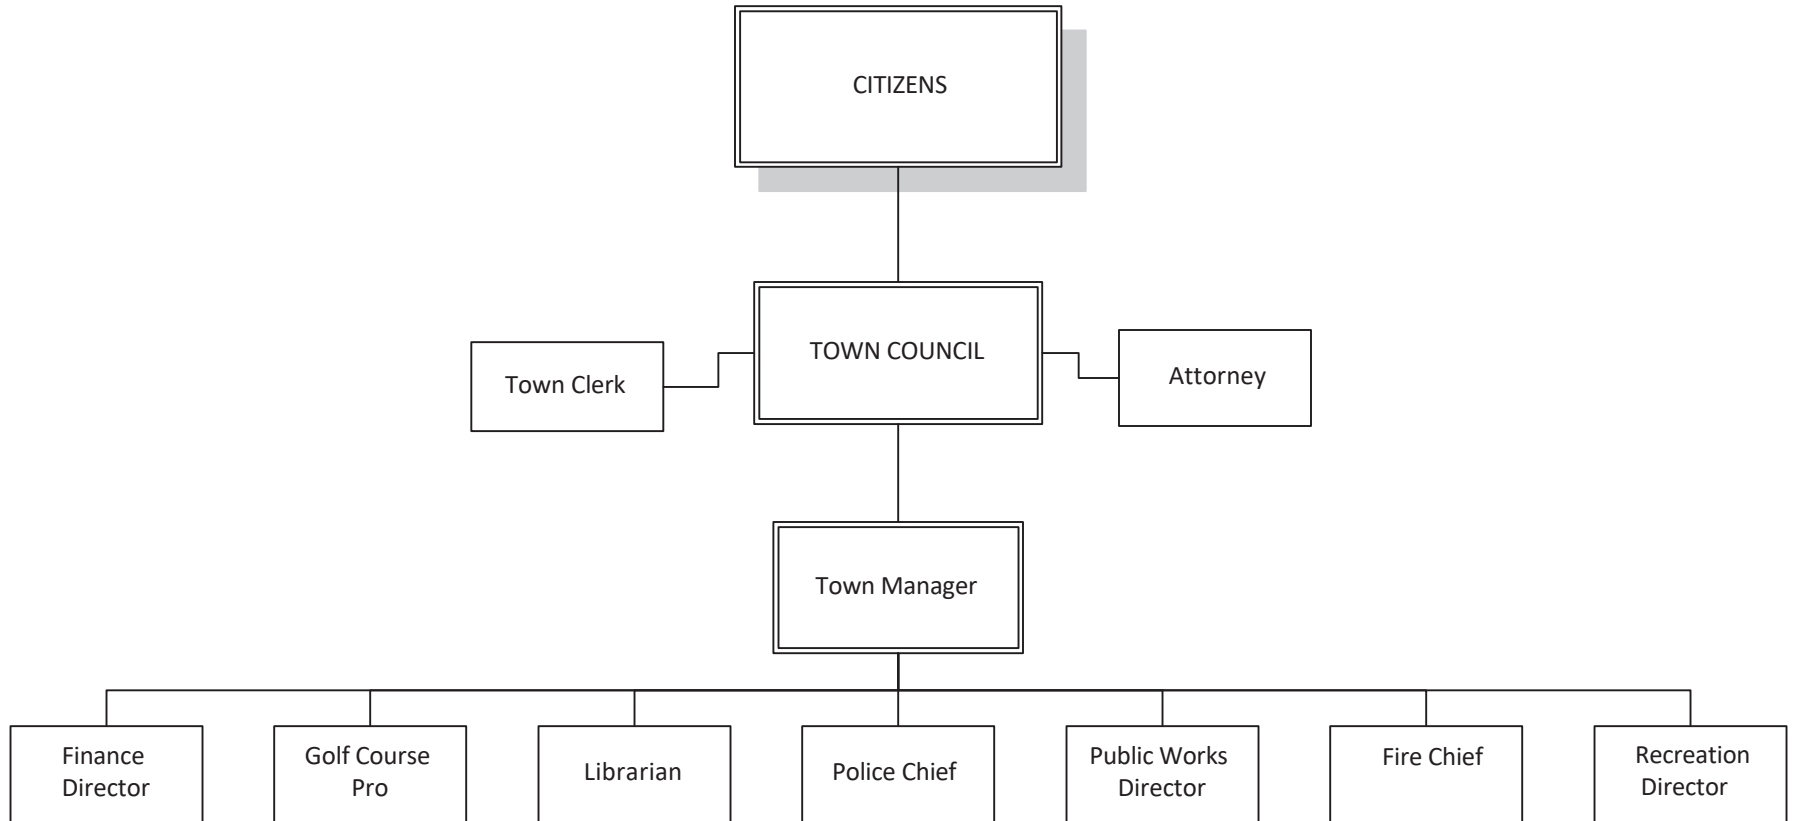 CITIZENS
TOWN COUNCIL
Town Clerk
Attorney
Town Manager
Finance
Director
Golf Course
Pro
Librarian
Police Chief
Public Works
Director
Fire Chief
Recreation
Director